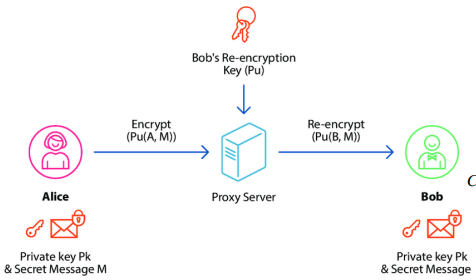 Bob's Re-encryption
Key (Pu)
Encrypt
(Pu(A, M))
Re-encrypt
(Pu(B, M))
Alice
Proxy Server
Bob
C
Private key Pk
& Secret Message M
Private key Pk
& Secret Message